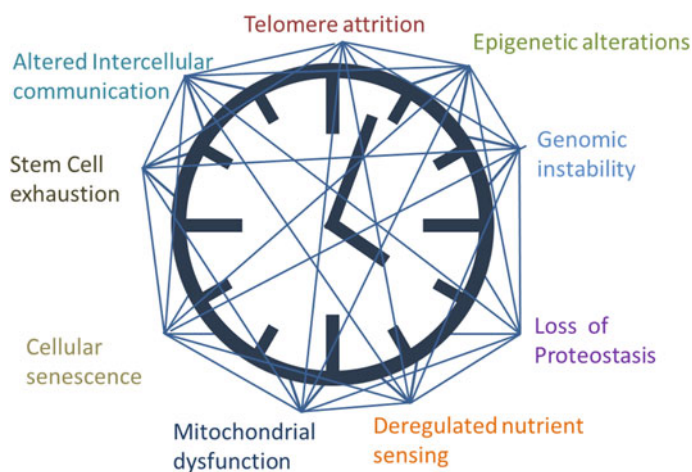 Telomere attrition
Epigenetic alterations
Altered Intercellular
communication
Genomic
instability
Stem Cell
exhaustion
Loss of
Proteostasis
Cellular
senescence
Mitochondrial
dysfunction
Deregulated nutrient
sensing